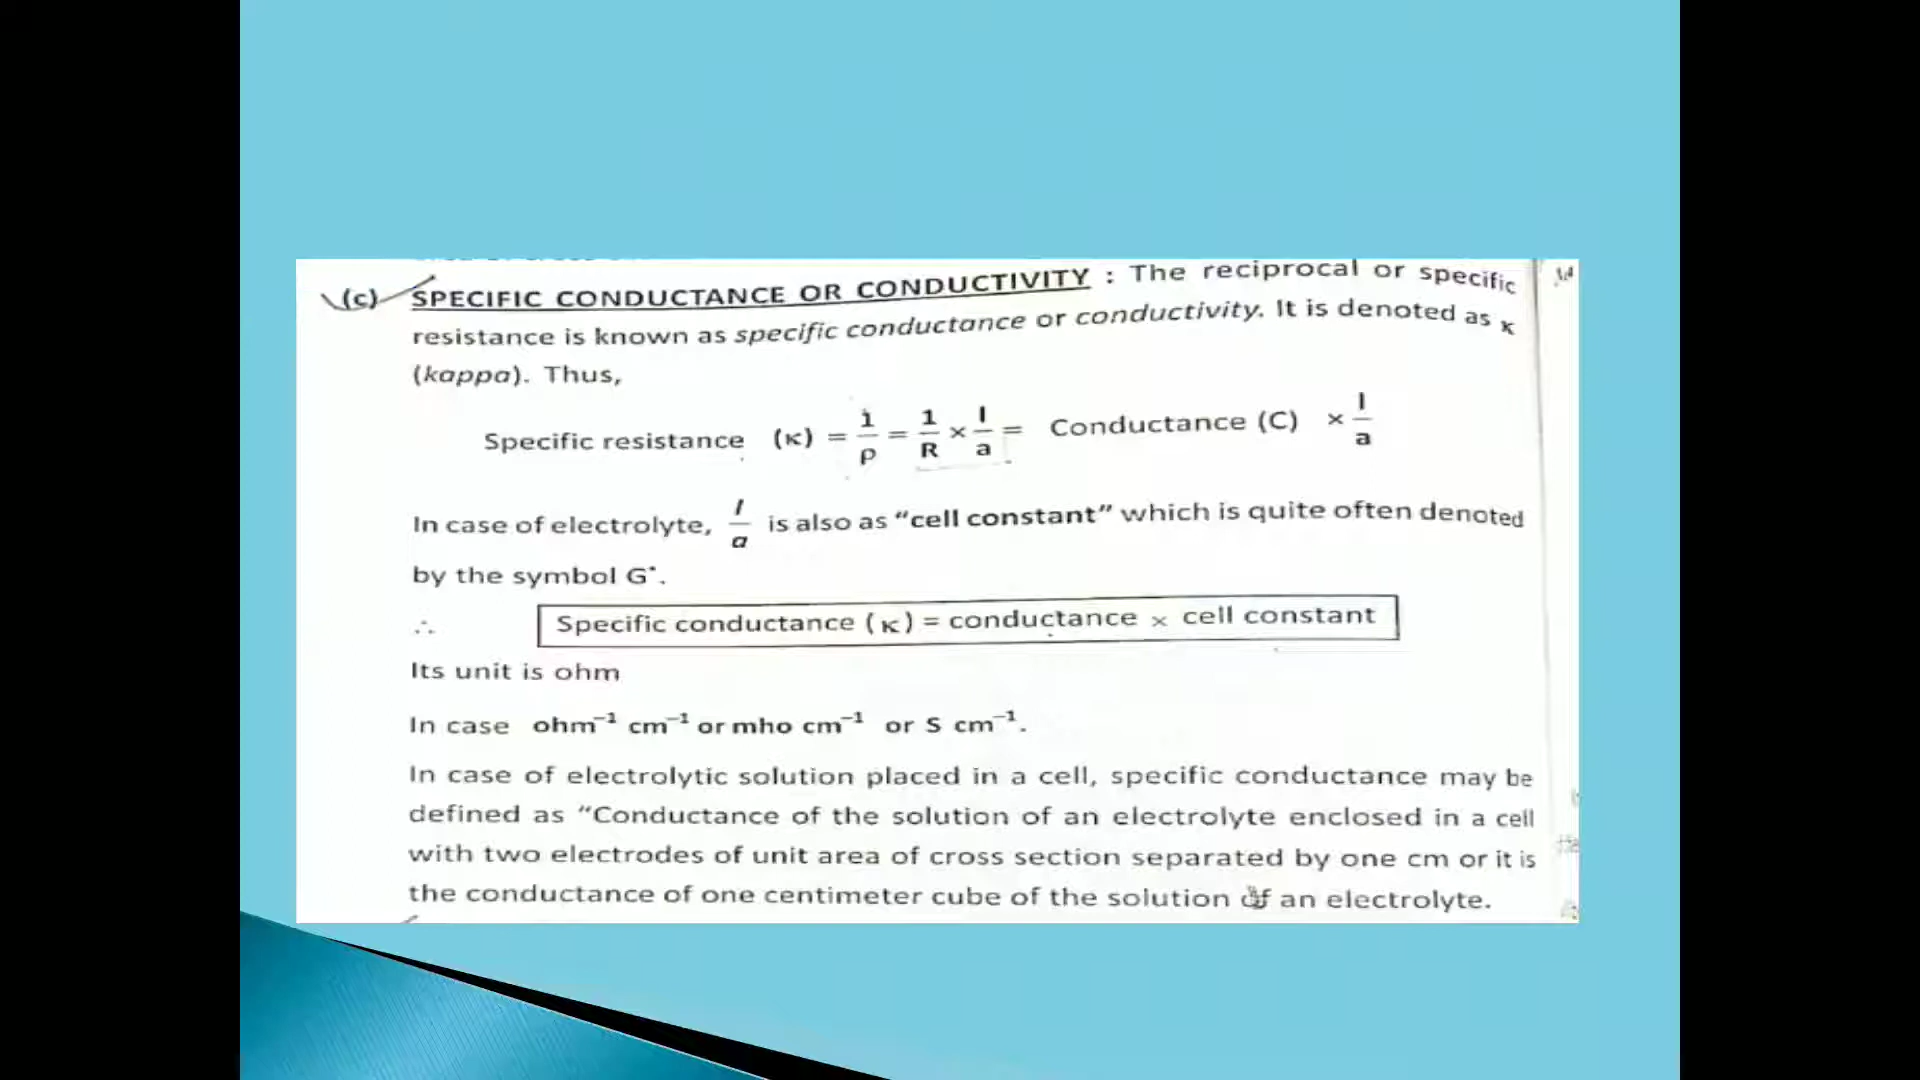 (c) SPECIFIC CONDUCTANCE OR CONDUCTIVITY : The reciprocal or specific
resistance is known as specific conductance or conductivity. It is denoted as κ
(kappa). Thus,
Specific resistance (κ) = 1/ρ = 1/R × l/a = Conductance (C) × l/a
In case of electrolyte, l/a is also as "cell constant" which is quite often denoted
by the symbol G*.
∴ Specific conductance (κ) = conductance × cell constant
Its unit is ohm
In case ohm⁻¹ cm⁻¹ or mho cm⁻¹ or S cm⁻¹.
In case of electrolytic solution placed in a cell, specific conductance may be
defined as "Conductance of the solution of an electrolyte enclosed in a cell
with two electrodes of unit area of cross section separated by one cm or it is
the conductance of one centimeter cube of the solution of an electrolyte.